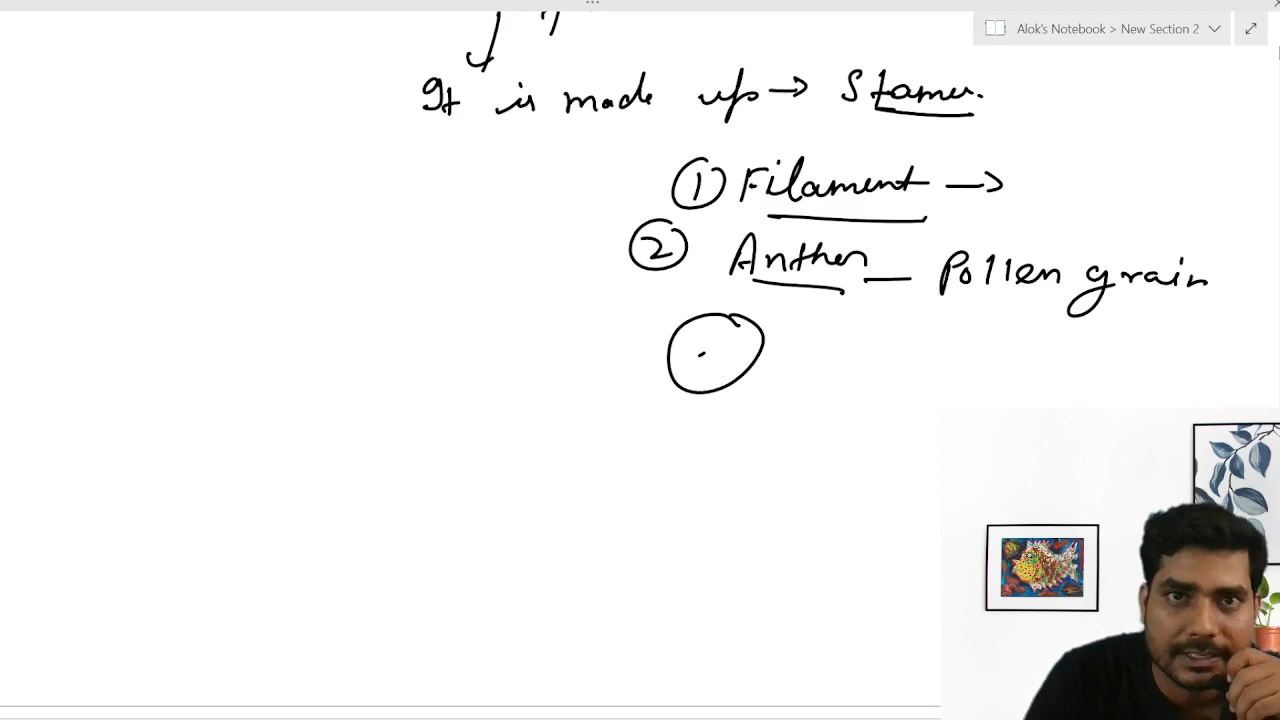 Alok's Notebook > New Section 2
It is made up → Stamen.
① Filament →
② Anther — Pollen grain